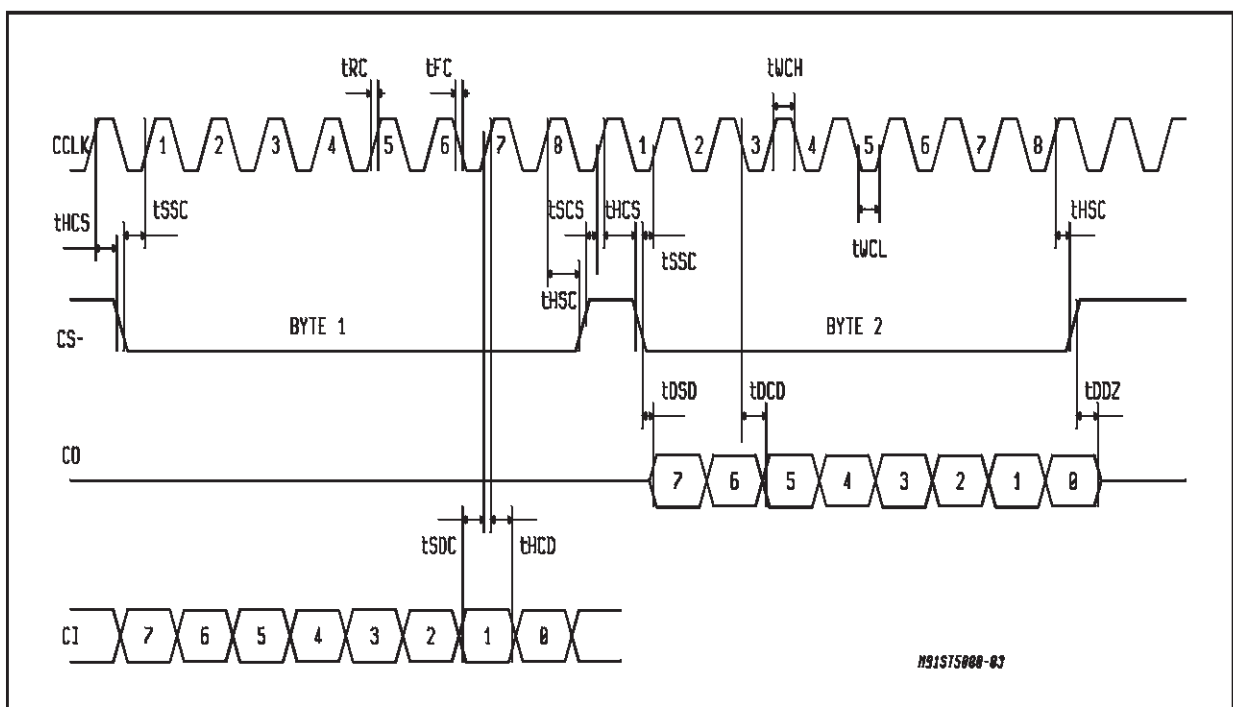 tRC tFC tWCH
CCLK 1 2 3 4 5 6 7 8 1 2 3 4 5 6 7 8
tHCS tSSC tSCS tHCS tSSC tWCL tHSC
tHSC
CS- BYTE 1 BYTE 2
tDSD tDCD tDDZ
CO 7 6 5 4 3 2 1 0
tSDC tHCD
CI 7 6 5 4 3 2 1 0